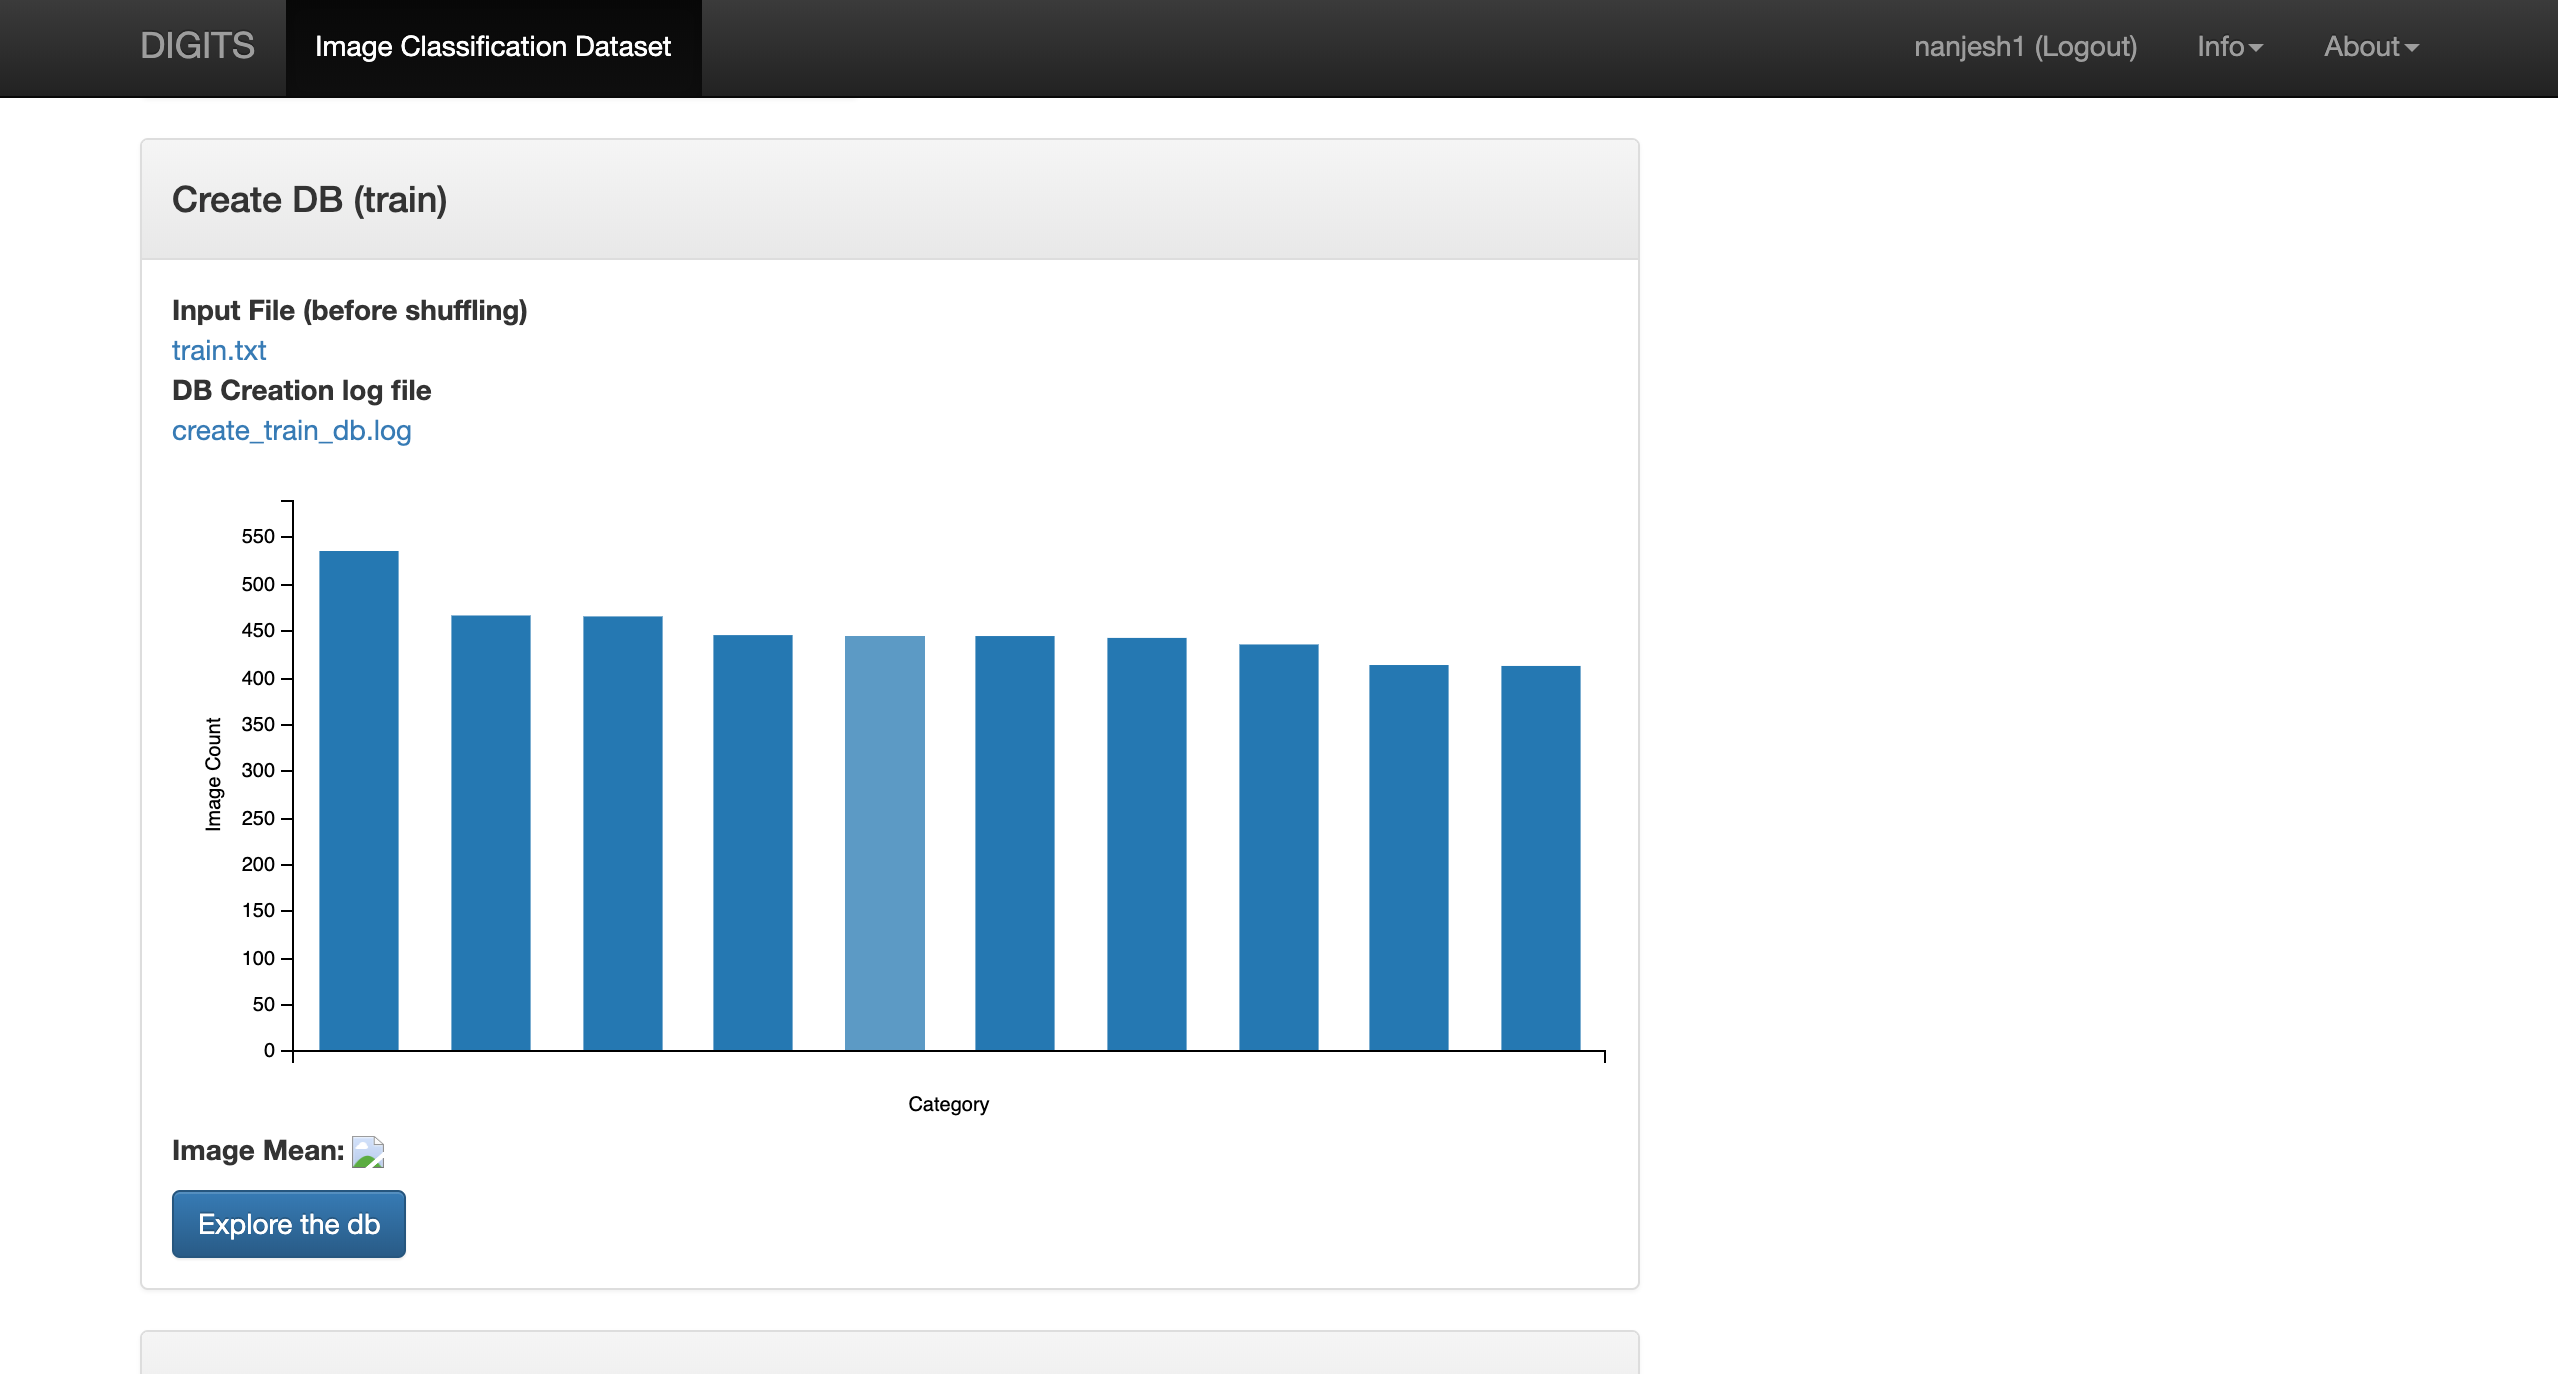 DIGITS
Image Classification Dataset
nanjesh1 (Logout)
Info
About
Create DB (train)
Input File (before shuffling)
train.txt
DB Creation log file
create_train_db.log
550
500
450
400
350
300
250
200
150
100
50
0
Image Count
Category
Image Mean:
Explore the db